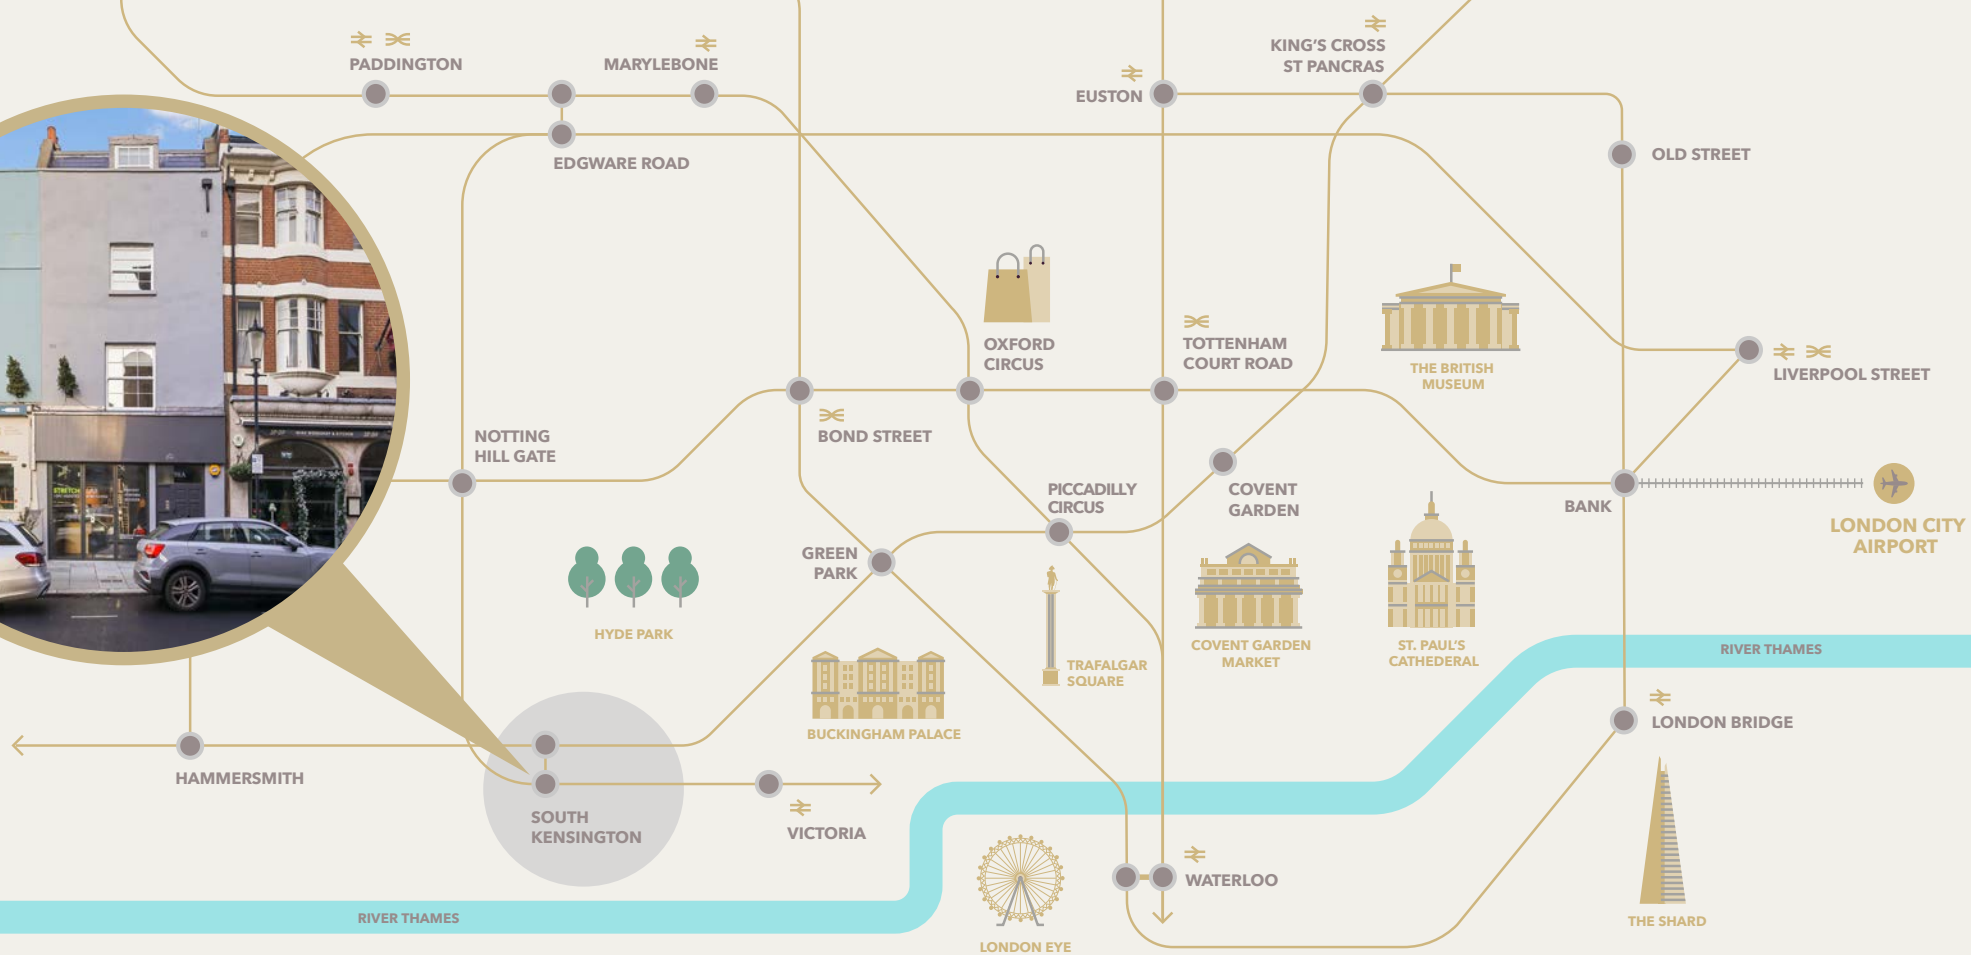 PADDINGTON
MARYLEBONE
EUSTON
KING'S CROSS
ST PANCRAS
OLD STREET
EDGWARE ROAD
OXFORD
CIRCUS
TOTTENHAM
COURT ROAD
THE BRITISH
MUSEUM
LIVERPOOL STREET
NOTTING
HILL GATE
BOND STREET
PICCADILLY
CIRCUS
COVENT
GARDEN
BANK
LONDON CITY
AIRPORT
GREEN
PARK
HYDE PARK
COVENT GARDEN
MARKET
ST. PAUL'S
CATHEDERAL
RIVER THAMES
TRAFALGAR
SQUARE
BUCKINGHAM PALACE
LONDON BRIDGE
HAMMERSMITH
SOUTH
KENSINGTON
VICTORIA
WATERLOO
RIVER THAMES
LONDON EYE
THE SHARD